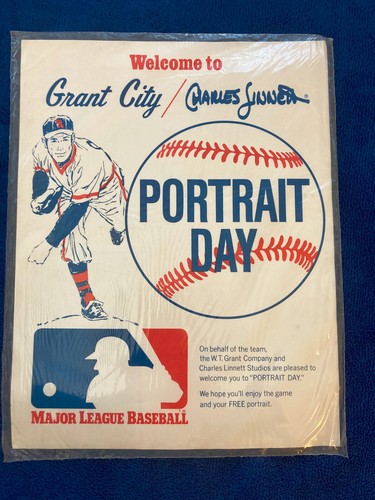 Welcome to
Grant City / Charles Linnett®
PORTRAIT
DAY
On behalf of the team,
the W.T. Grant Company and
Charles Linnett Studios are pleased to
welcome you to "PORTRAIT DAY."
We hope you'll enjoy the game
and your FREE portrait.
MAJOR LEAGUE BASEBALL